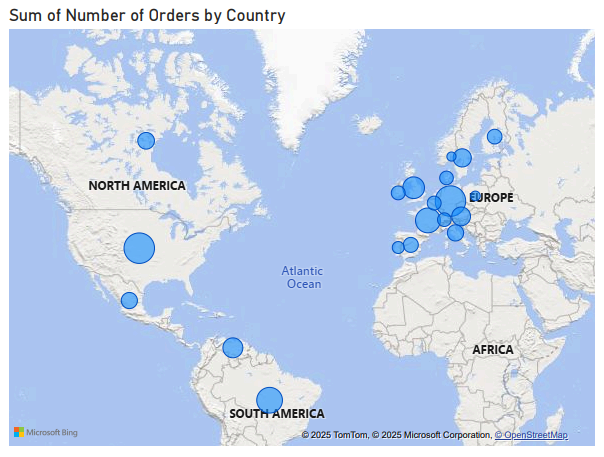 Sum of Number of Orders by Country
NORTH AMERICA
EUROPE
Atlantic
Ocean
AFRICA
SOUTH AMERICA
Microsoft Bing
© 2025 TomTom, © 2025 Microsoft Corporation, © OpenStreetMap